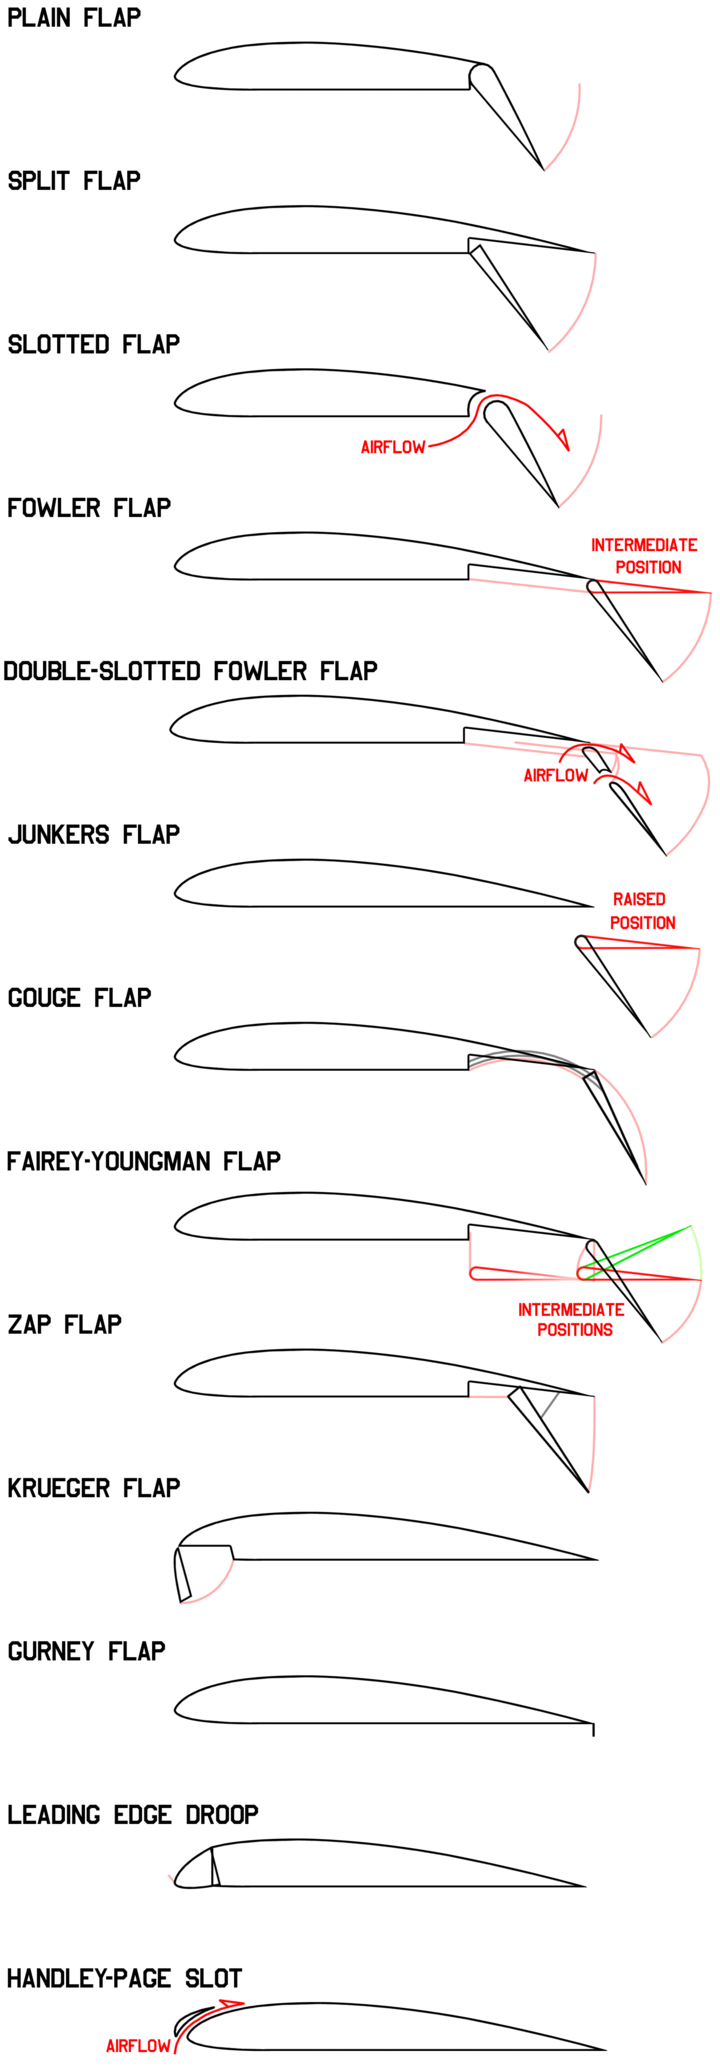 PLAIN FLAP
SPLIT FLAP
SLOTTED FLAP
AIRFLOW
FOWLER FLAP
INTERMEDIATE
POSITION
DOUBLE-SLOTTED FOWLER FLAP
AIRFLOW
JUNKERS FLAP
RAISED
POSITION
GOUGE FLAP
FAIREY-YOUNGMAN FLAP
INTERMEDIATE
POSITIONS
ZAP FLAP
KRUEGER FLAP
GURNEY FLAP
LEADING EDGE DROOP
HANDLEY-PAGE SLOT
AIRFLOW